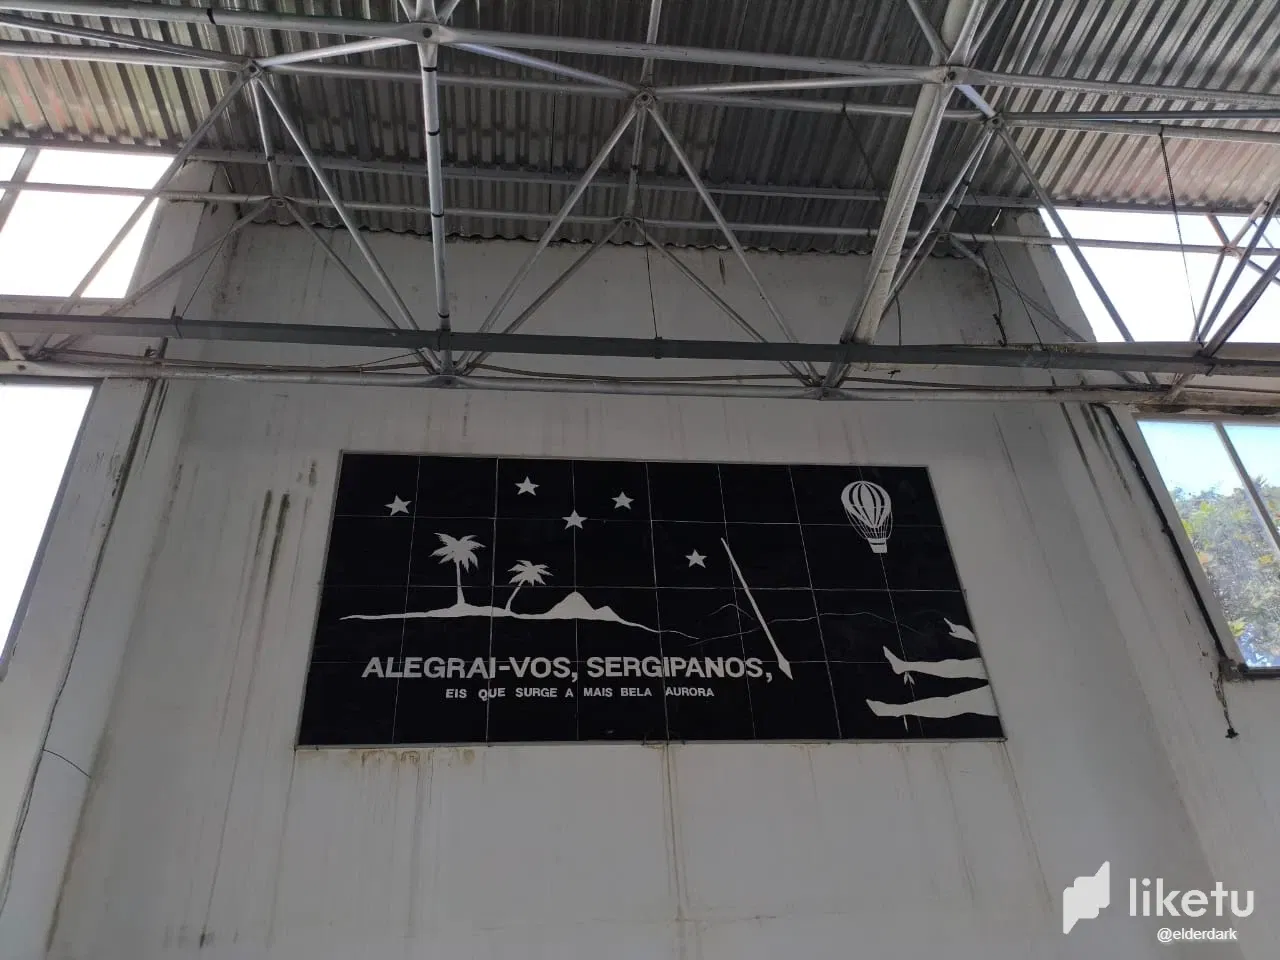 ALEGRAI-VOS, SERGIPANOS,
EIS QUE SURGE A MAIS BELA AURORA
liketu
@elderdark